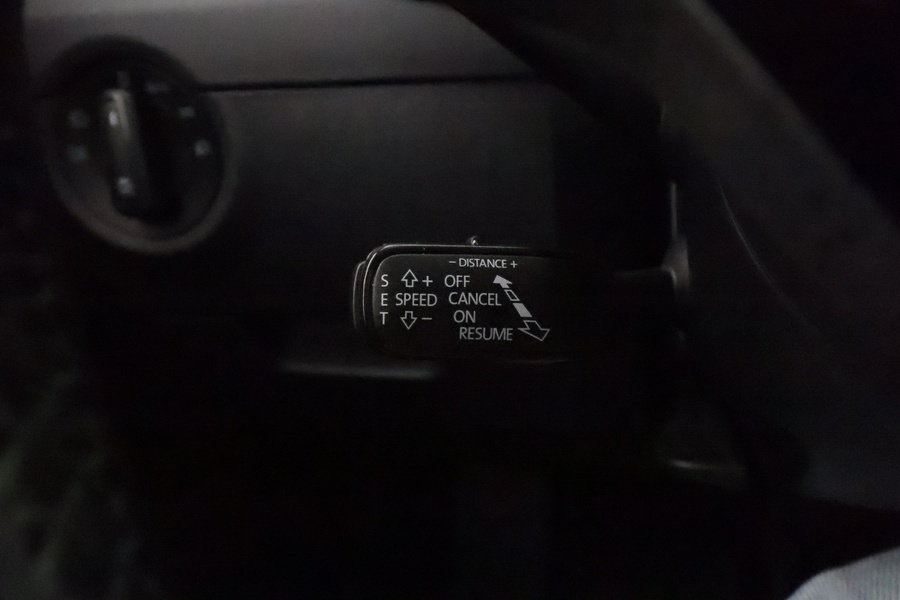 − DISTANCE +
S + OFF
E SPEED CANCEL
T − ON
RESUME